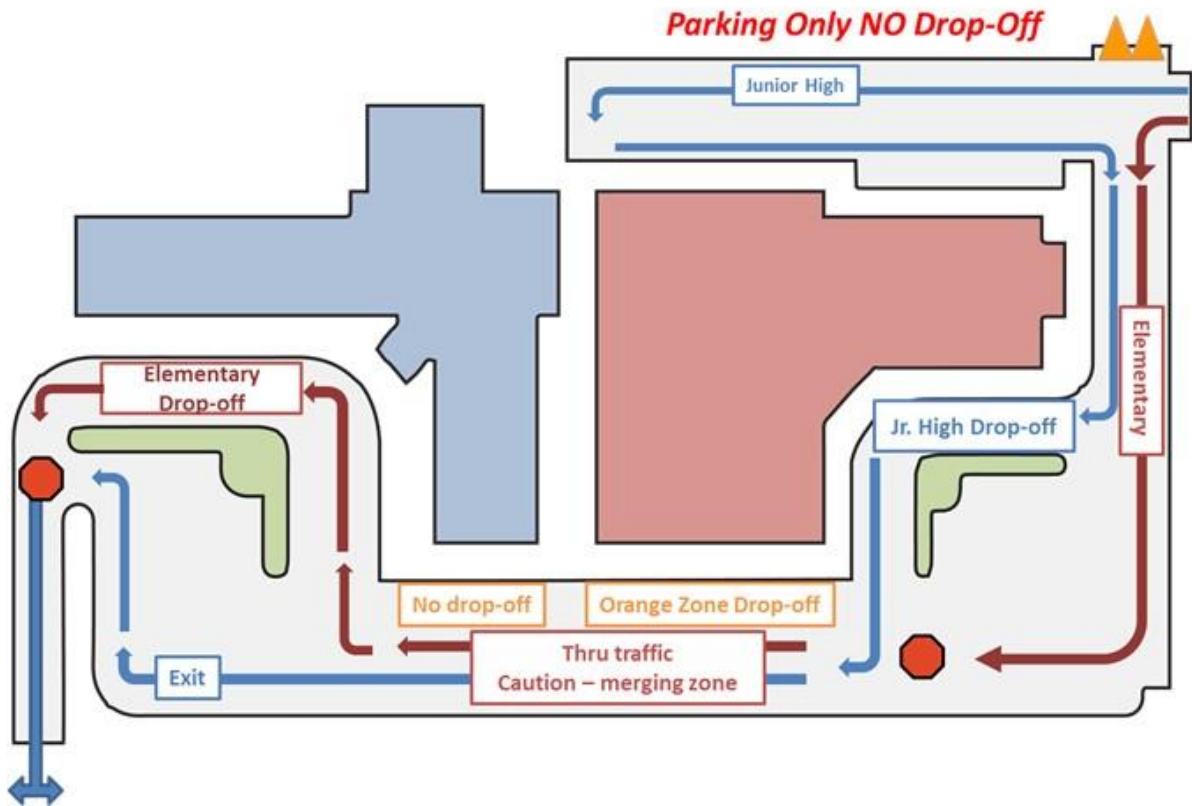 Parking Only NO Drop-Off
Junior High
Elementary
Elementary
Drop-off
Jr. High Drop-off
No drop-off
Orange Zone Drop-off
Thru traffic
Caution – merging zone
Exit